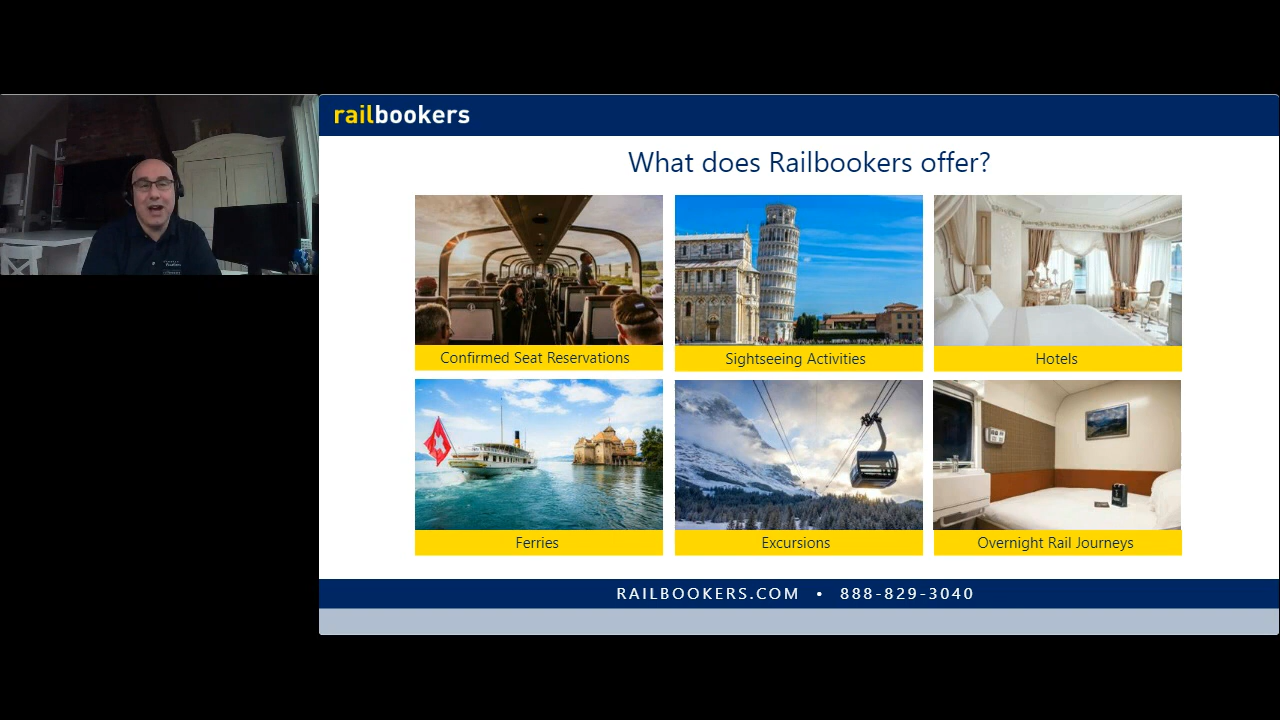 railbookers
What does Railbookers offer?
Confirmed Seat Reservations
Sightseeing Activities
Hotels
Ferries
Excursions
Overnight Rail Journeys
RAILBOOKERS.COM • 888-829-3040